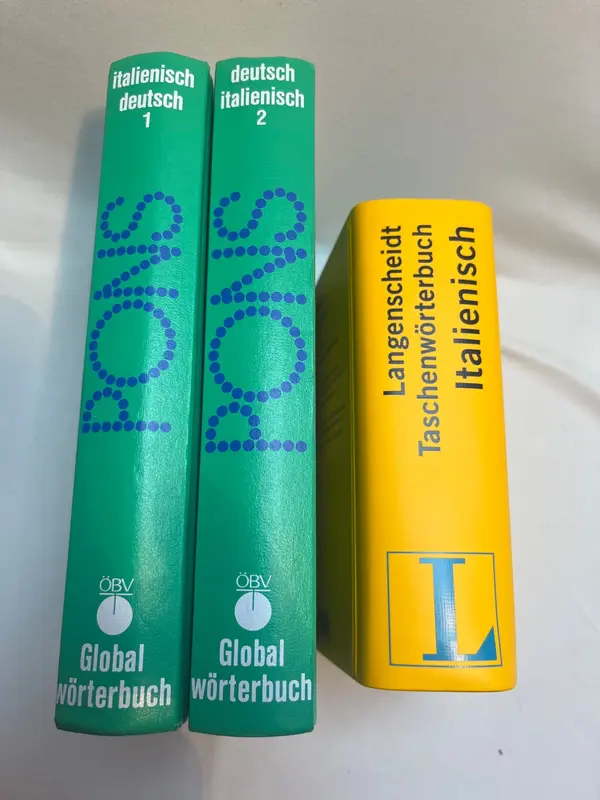 italienisch
deutsch
1
PONS
ÖBV
Global
wörterbuch
deutsch
italienisch
2
PONS
ÖBV
Global
wörterbuch
Langenscheidt
Taschenwörterbuch
Italienisch
L